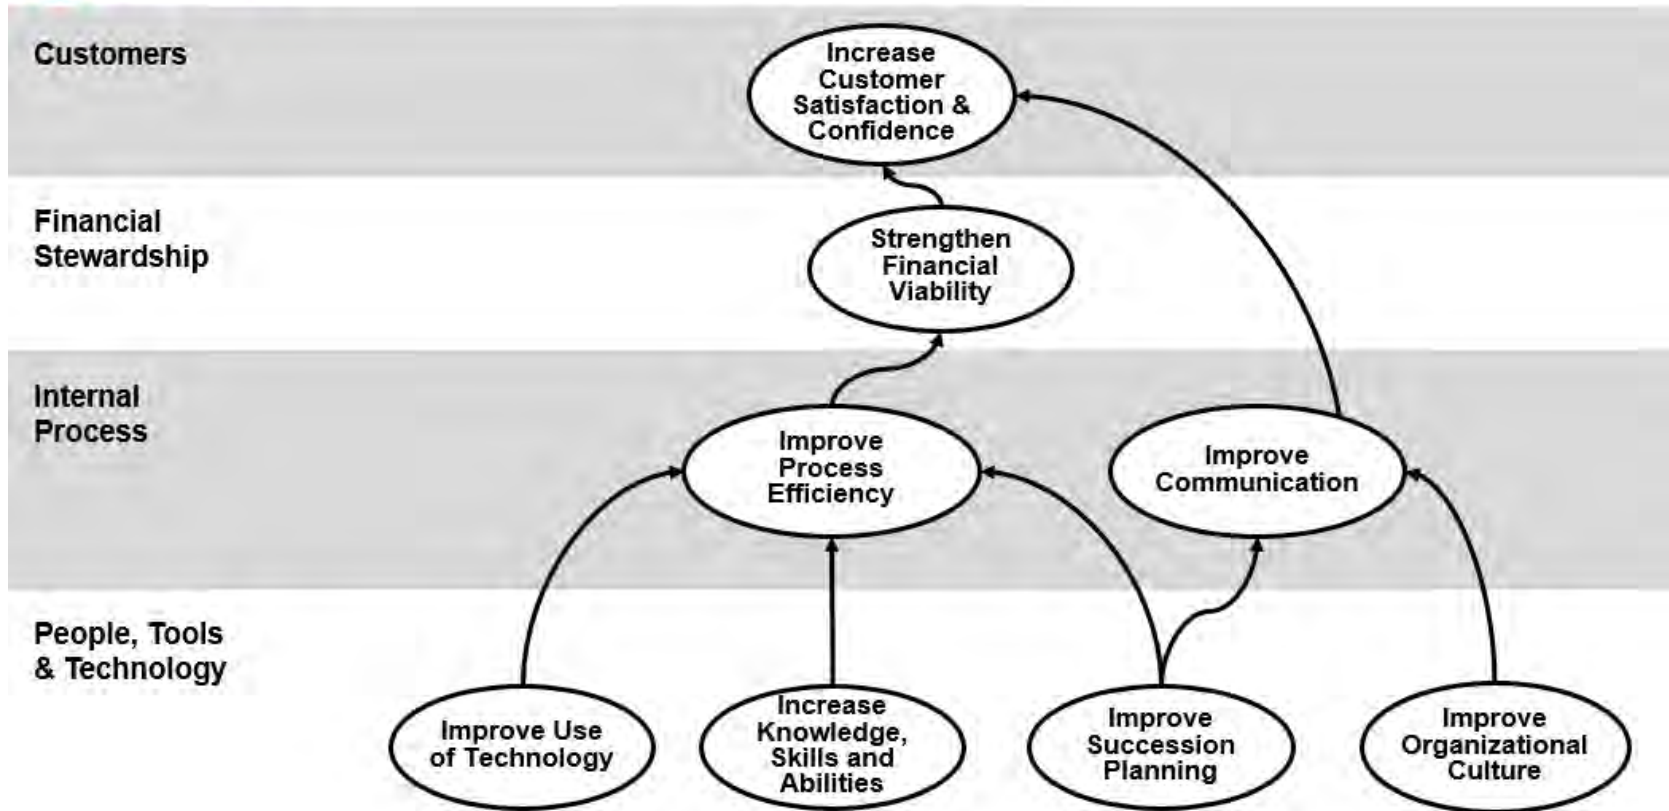 Customers
Increase
Customer
Satisfaction &
Confidence
Financial
Stewardship
Strengthen
Financial
Viability
Internal
Process
Improve
Process
Efficiency
Improve
Communication
People, Tools
& Technology
Improve Use
of Technology
Increase
Knowledge,
Skills and
Abilities
Improve
Succession
Planning
Improve
Organizational
Culture